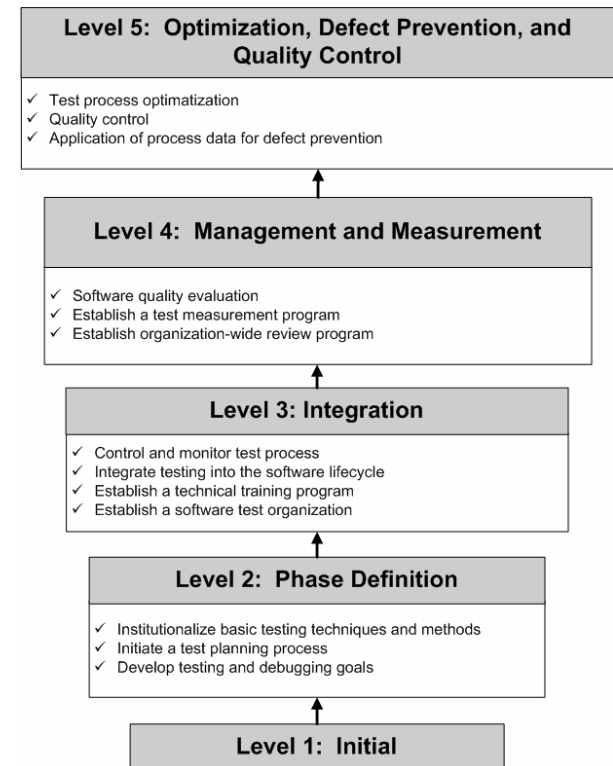 Level 5: Optimization, Defect Prevention, and
Quality Control
✓ Test process optimatization
✓ Quality control
✓ Application of process data for defect prevention
Level 4: Management and Measurement
✓ Software quality evaluation
✓ Establish a test measurement program
✓ Establish organization-wide review program
Level 3: Integration
✓ Control and monitor test process
✓ Integrate testing into the software lifecycle
✓ Establish a technical training program
✓ Establish a software test organization
Level 2: Phase Definition
✓ Institutionalize basic testing techniques and methods
✓ Initiate a test planning process
✓ Develop testing and debugging goals
Level 1: Initial